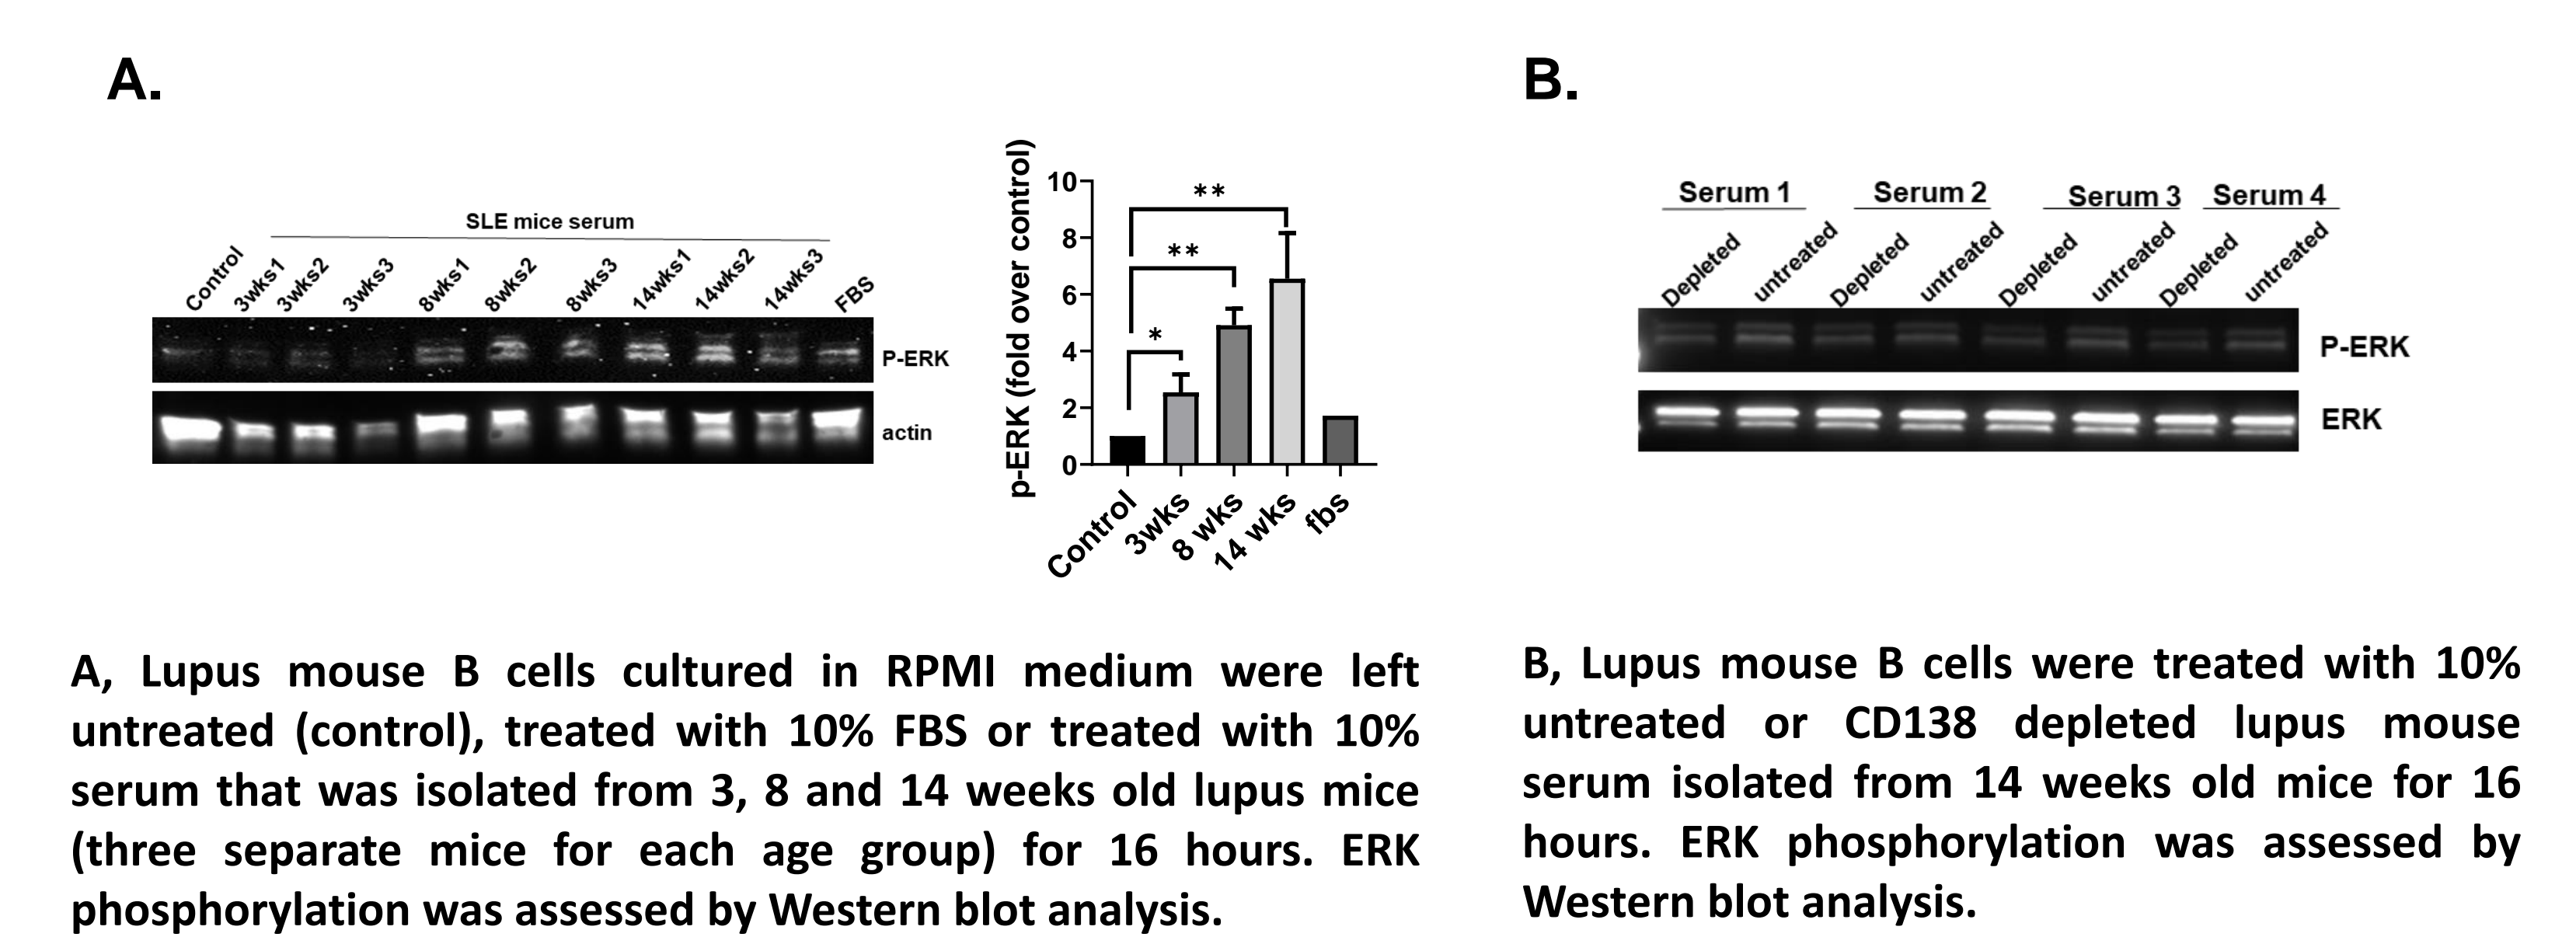 A.
SLE mice serum
Control 3wks1 3wks2 3wks3 8wks1 8wks2 8wks3 14wks1 14wks2 14wks3 FBS
P-ERK
actin
p-ERK (fold over control)
10
8
6
4
2
0
**
**
*
Control 3wks 8 wks 14 wks fbs
A, Lupus mouse B cells cultured in RPMI medium were left
untreated (control), treated with 10% FBS or treated with 10%
serum that was isolated from 3, 8 and 14 weeks old lupus mice
(three separate mice for each age group) for 16 hours. ERK
phosphorylation was assessed by Western blot analysis.
B.
Serum 1 Serum 2 Serum 3 Serum 4
Depleted untreated Depleted untreated Depleted untreated Depleted untreated
P-ERK
ERK
B, Lupus mouse B cells were treated with 10%
untreated or CD138 depleted lupus mouse
serum isolated from 14 weeks old mice for 16
hours. ERK phosphorylation was assessed by
Western blot analysis.